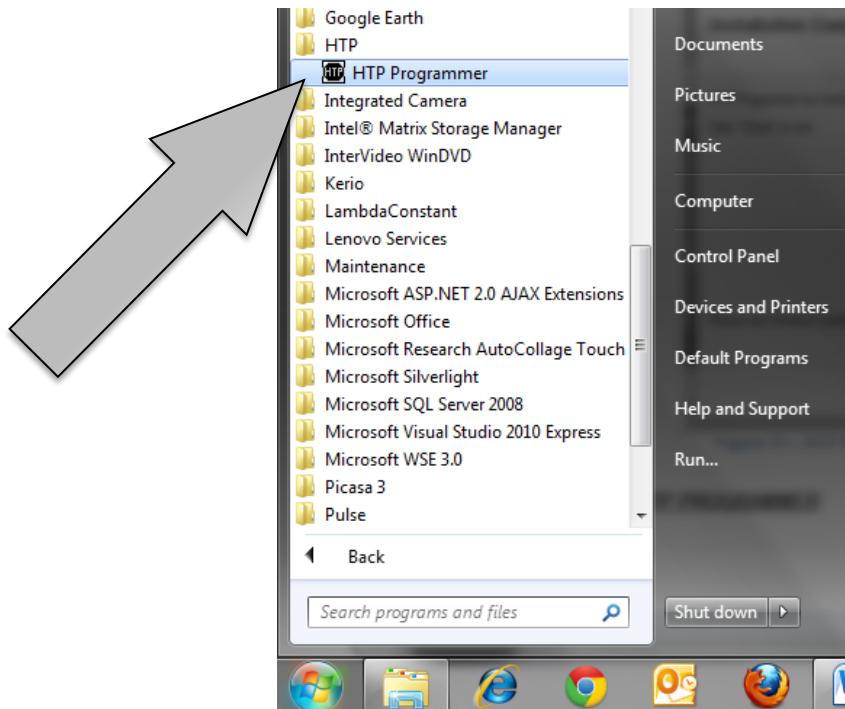 Google Earth
HTP
HTP HTP Programmer
Integrated Camera
Intel® Matrix Storage Manager
InterVideo WinDVD
Kerio
LambdaConstant
Lenovo Services
Maintenance
Microsoft ASP.NET 2.0 AJAX Extensions
Microsoft Office
Microsoft Research AutoCollage Touch
Microsoft Silverlight
Microsoft SQL Server 2008
Microsoft Visual Studio 2010 Express
Microsoft WSE 3.0
Picasa 3
Pulse
Back
Search programs and files
Documents
Pictures
Music
Computer
Control Panel
Devices and Printers
Default Programs
Help and Support
Run...
Shut down